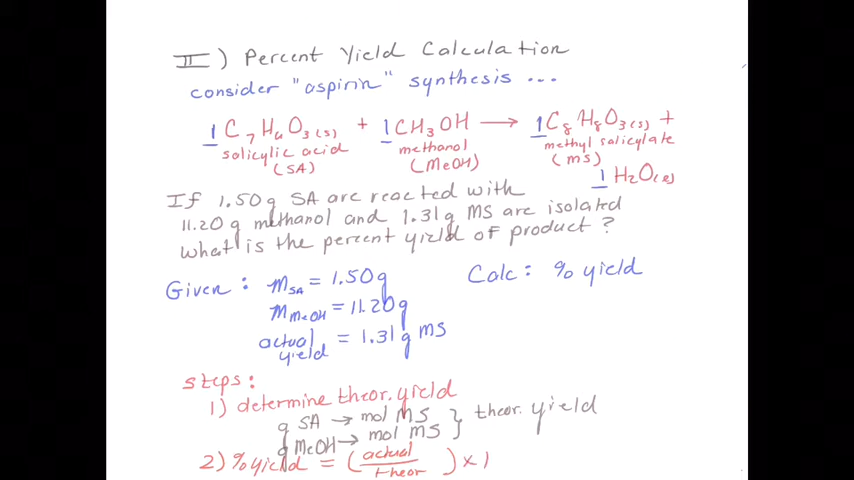 II) Percent Yield Calculation
consider "aspirin" synthesis ...
1 C7H6O3(s) + 1 CH3OH → 1 C8H8O3(s) +
salicylic acid methanol methyl salicylate
(SA) (MeOH) (MS)
1 H2O(l)
If 1.50g SA are reacted with
11.20 g methanol and 1.31 g MS are isolated
what is the percent yield of product?
Given: mSA = 1.50g Calc: % yield
mMeOH = 11.20g
actual yield = 1.31 g MS
steps:
1) determine theor. yield
g SA → mol MS } theor. yield
g MeOH → mol MS
2) % yield = (actual / theor) × 1